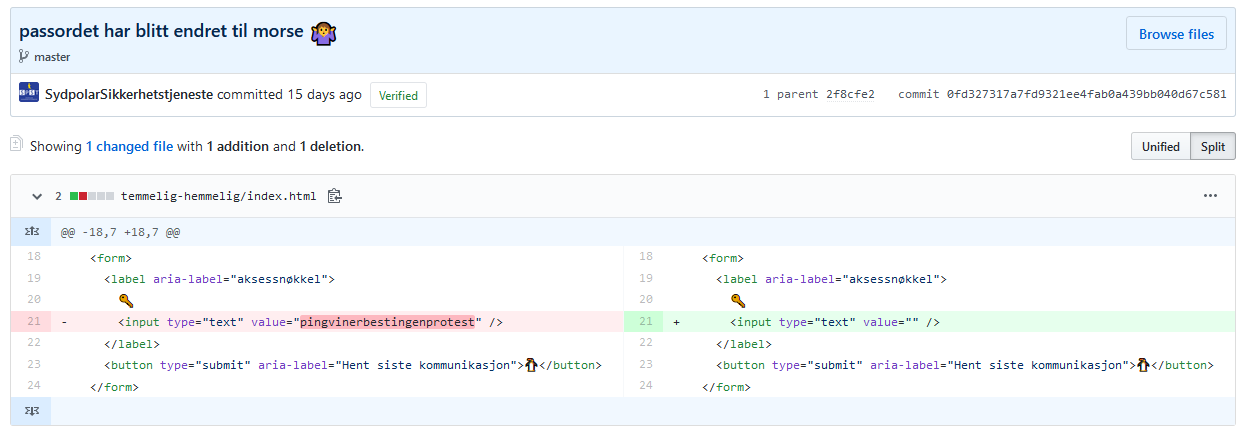 passordet har blitt endret til morse 🤷‍♀️
Browse files
master
SydpolarSikkerhetstjeneste committed 15 days ago Verified
1 parent 2f8cfe2 commit 0fd327317a7fd9321ee4fab0a439bb040d67c581
Showing 1 changed file with 1 addition and 1 deletion.
Unified Split
2 temmelig-hemmelig/index.html
@@ -18,7 +18,7 @@
18 <form> 18 <form>
19 <label aria-label="aksessnøkkel"> 19 <label aria-label="aksessnøkkel">
20 🔑 20 🔑
21 - <input type="text" value="pingvinerbestingenprotest" /> 21 + <input type="text" value="" />
22 </label> 22 </label>
23 <button type="submit" aria-label="Hent siste kommunikasjon">🐧</button> 23 <button type="submit" aria-label="Hent siste kommunikasjon">🐧</button>
24 </form> 24 </form>